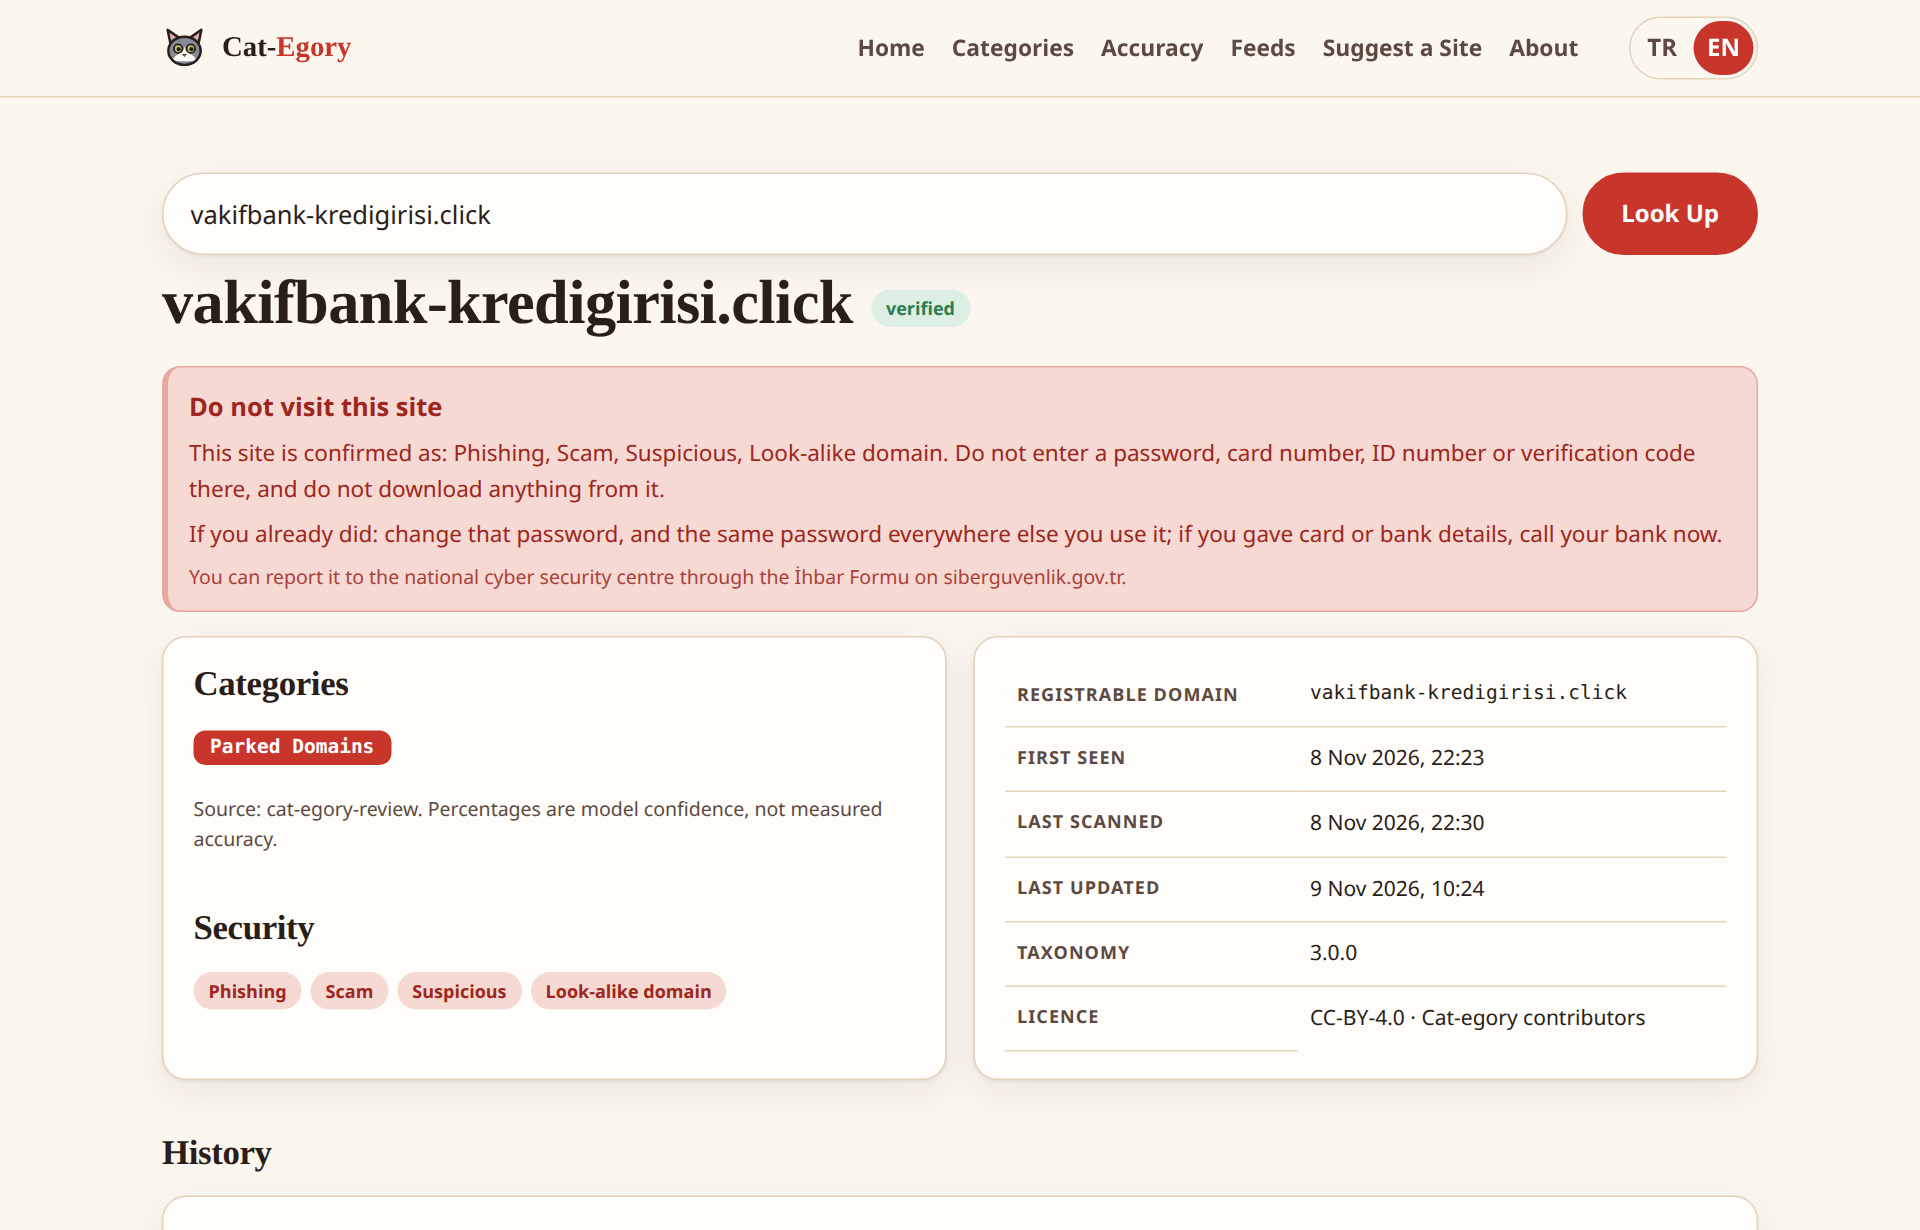 Cat-Egory
Home Categories Accuracy Feeds Suggest a Site About TR EN
vakifbank-kredigirisi.click
Look Up
vakifbank-kredigirisi.click verified
Do not visit this site
This site is confirmed as: Phishing, Scam, Suspicious, Look-alike domain. Do not enter a password, card number, ID number or verification code
there, and do not download anything from it.
If you already did: change that password, and the same password everywhere else you use it; if you gave card or bank details, call your bank now.
You can report it to the national cyber security centre through the İhbar Formu on siberguvenlik.gov.tr.
Categories
Parked Domains
Source: cat-egory-review. Percentages are model confidence, not measured
accuracy.
Security
Phishing Scam Suspicious Look-alike domain
REGISTRABLE DOMAIN vakifbank-kredigirisi.click
FIRST SEEN 8 Nov 2026, 22:23
LAST SCANNED 8 Nov 2026, 22:30
LAST UPDATED 9 Nov 2026, 10:24
TAXONOMY 3.0.0
LICENCE CC-BY-4.0 · Cat-egory contributors
History